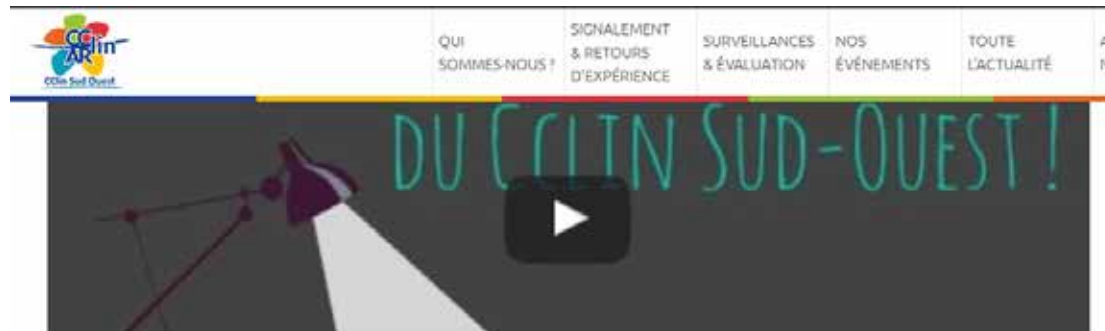 CClin
AR
CClin Sud Ouest
QUI
SOMMES-NOUS ?
SIGNALEMENT
& RETOURS
D'EXPÉRIENCE
SURVEILLANCES
& ÉVALUATION
NOS
ÉVÉNEMENTS
TOUTE
L'ACTUALITÉ
DU CCLIN SUD-OUEST !